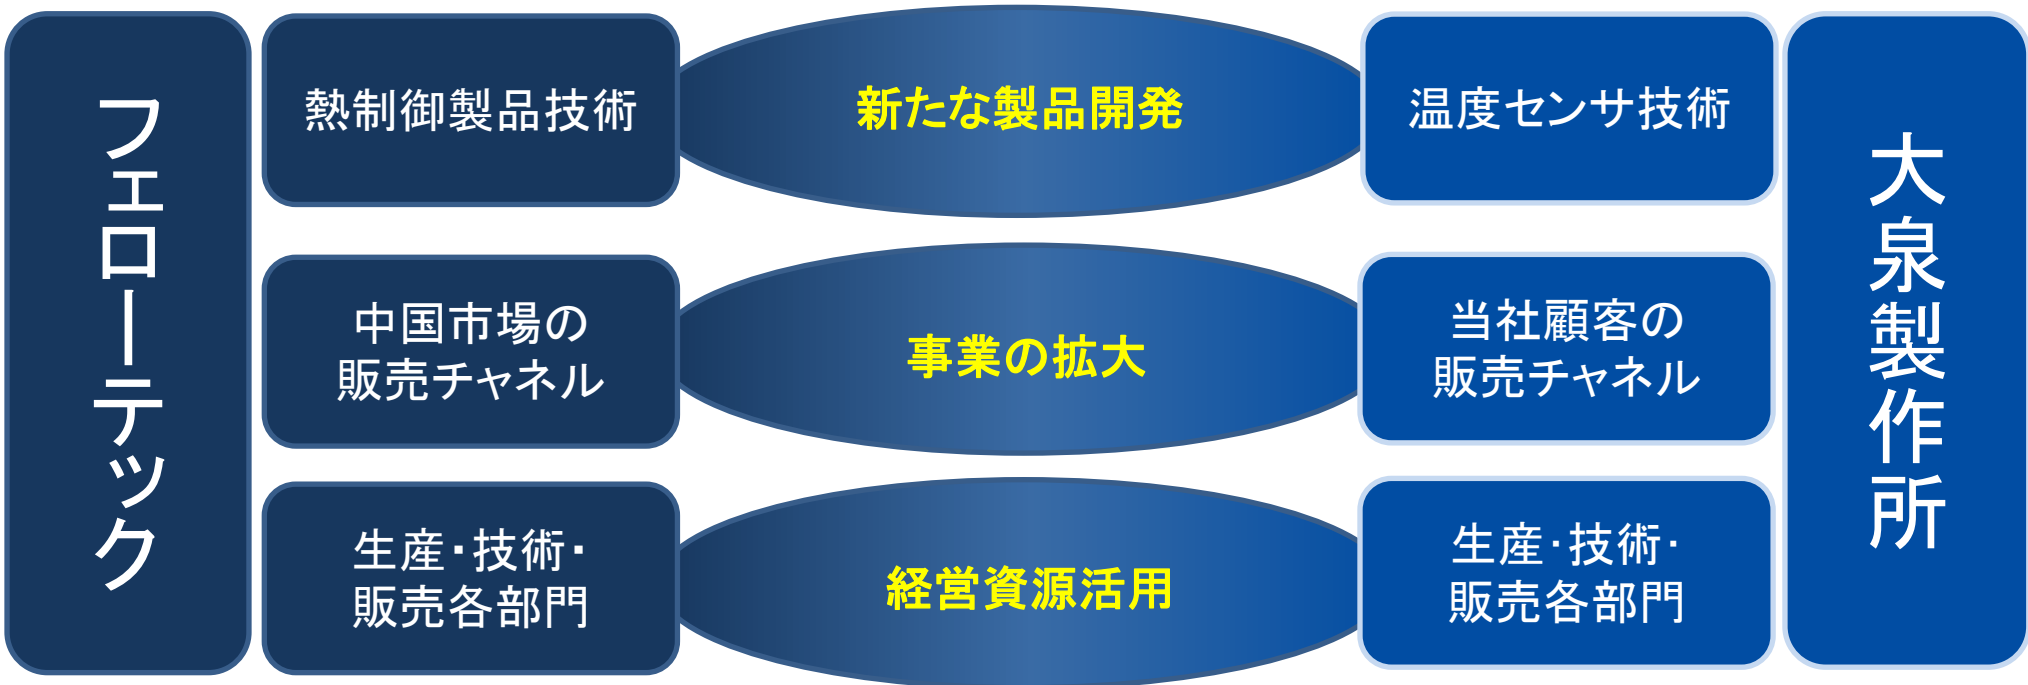 フェローテック
熱制御製品技術
新たな製品開発
温度センサ技術
中国市場の
販売チャネル
事業の拡大
当社顧客の
販売チャネル
生産・技術・
販売各部門
経営資源活用
生産・技術・
販売各部門
大泉製作所